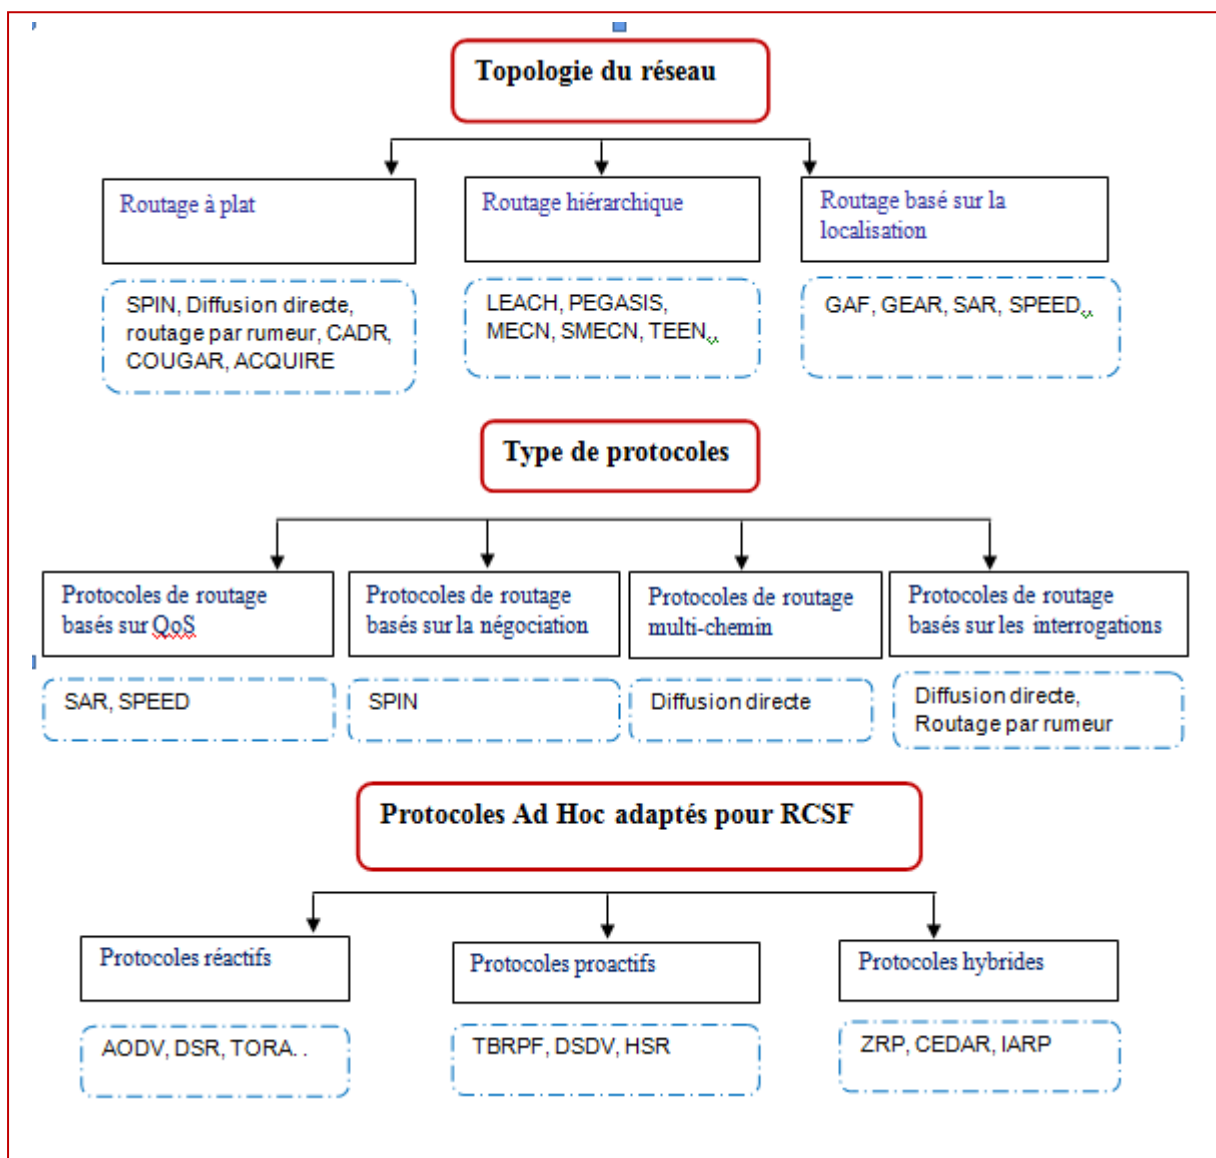 Topologie du réseau
Routage à plat
Routage hiérarchique
Routage basé sur la
localisation
SPIN, Diffusion directe,
routage par rumeur, CADR,
COUGAR, ACQUIRE
LEACH, PEGASIS,
MECN, SMECN, TEEN
GAF, GEAR, SAR, SPEED
Type de protocoles
Protocoles de routage
basés sur QoS
Protocoles de routage
basés sur la négociation
Protocoles de routage
multi-chemin
Protocoles de routage
basés sur les interrogations
SAR, SPEED
SPIN
Diffusion directe
Diffusion directe,
Routage par rumeur
Protocoles Ad Hoc adaptés pour RCSF
Protocoles réactifs
Protocoles proactifs
Protocoles hybrides
AODV, DSR, TORA. .
TBRPF, DSDV, HSR
ZRP, CEDAR, IARP